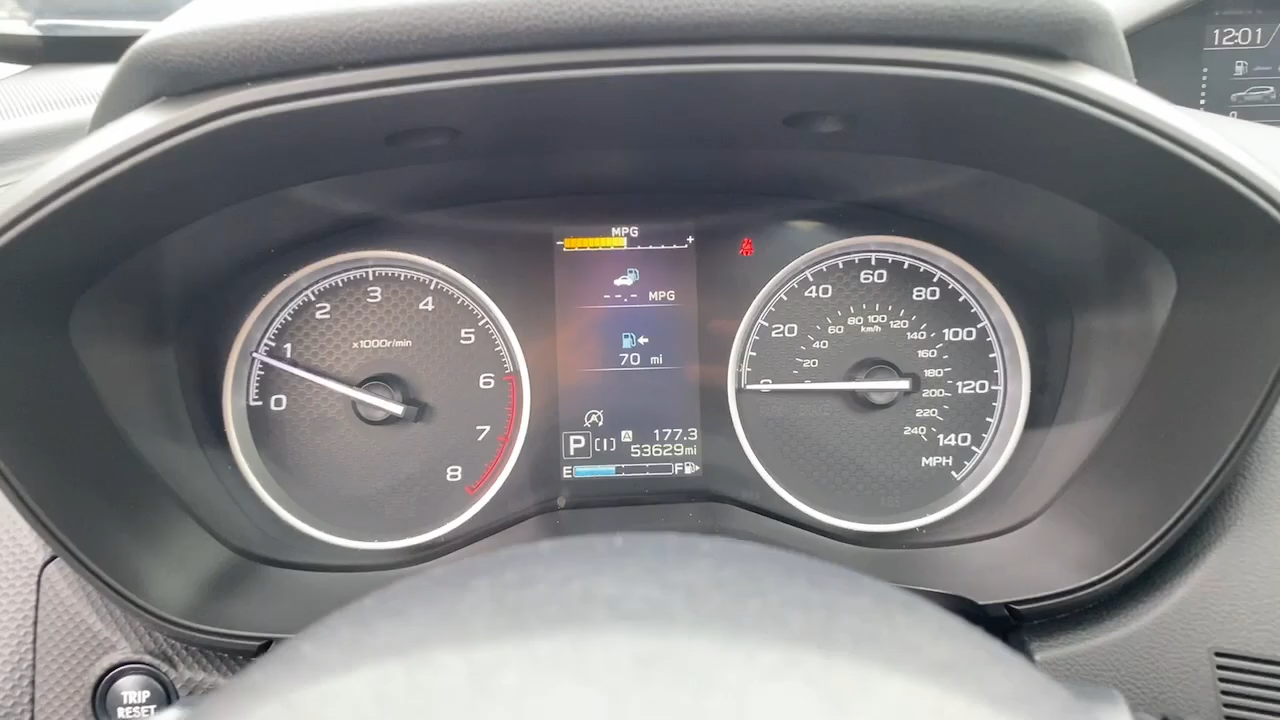 12:01
MPG
- +
--.- MPG
70 mi
P [I] A 177.3
53629mi
E F
0 1 2 3 4 5 6 7 8
x1000r/min
0 20 40 60 80 100 120 140
MPH
20 40 60 80 100 120 140 160 180 200 220 240
km/h
TRIP
RESET